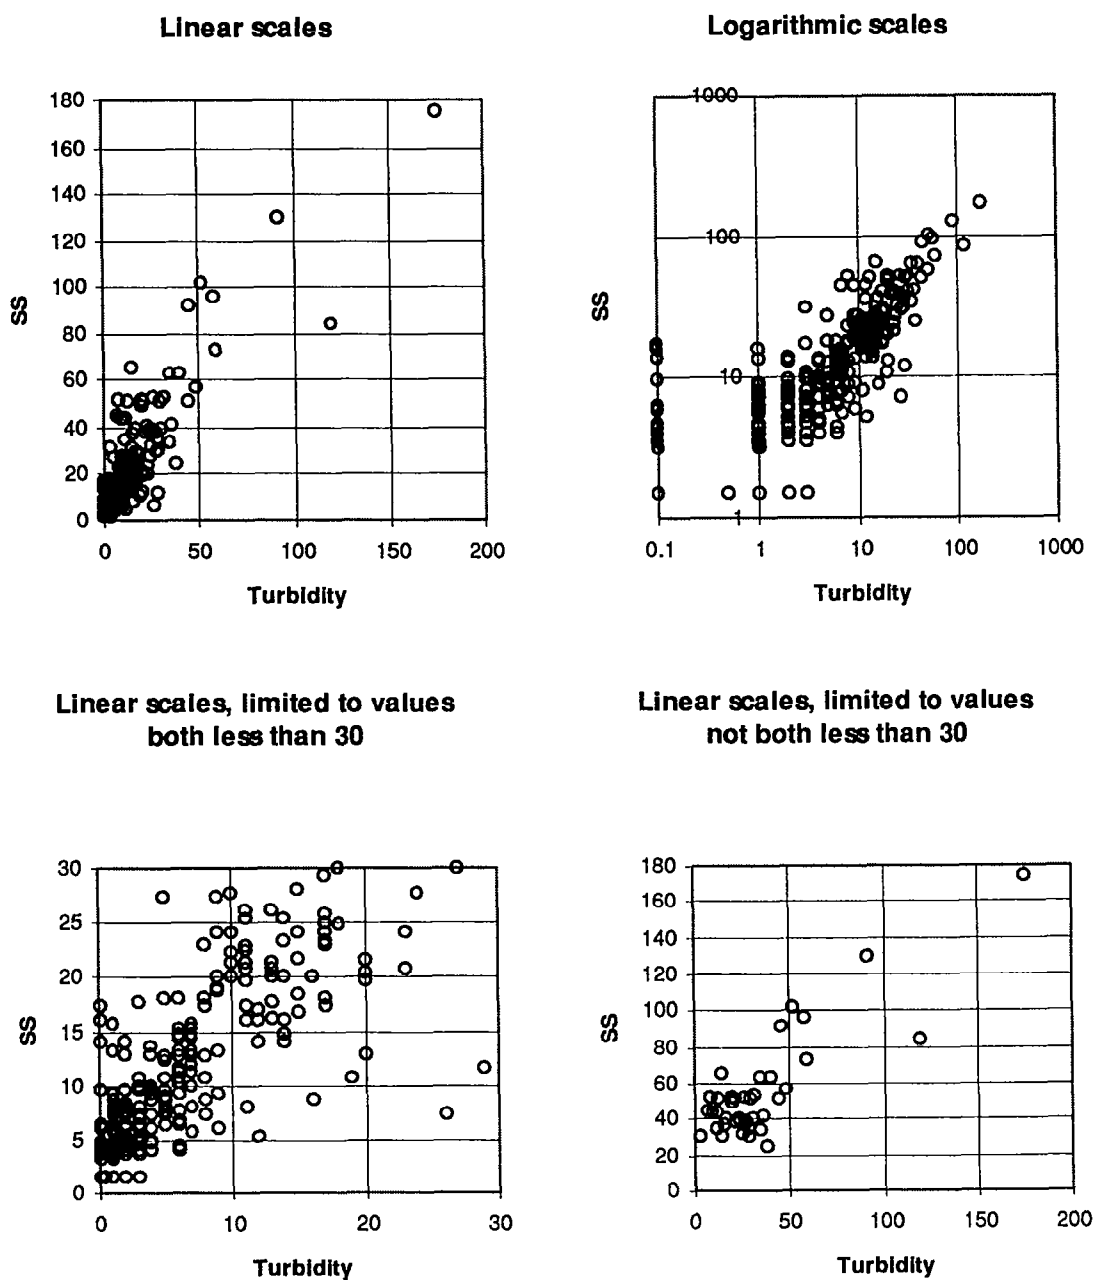 Linear scales
180
160
140
120
100
80
60
40
20
0
SS
0 50 100 150 200
Turbidity
Logarithmic scales
1000
100
10
1
SS
0.1 1 10 100 1000
Turbidity
Linear scales, limited to values
both less than 30
30
25
20
15
10
5
0
SS
0 10 20 30
Turbidity
Linear scales, limited to values
not both less than 30
180
160
140
120
100
80
60
40
20
0
SS
0 50 100 150 200
Turbidity